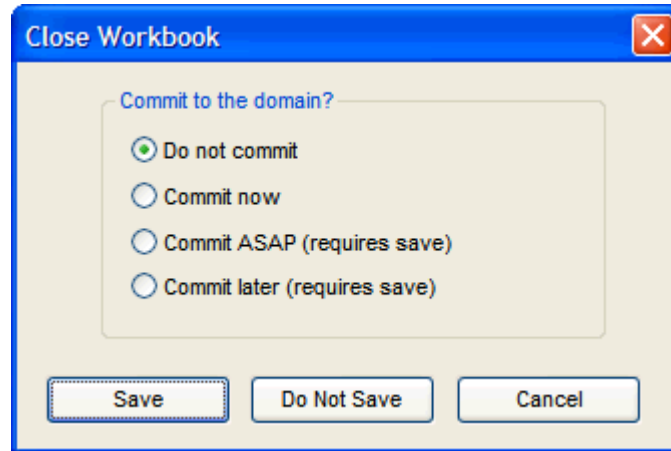 Close Workbook
Commit to the domain?
Do not commit
Commit now
Commit ASAP (requires save)
Commit later (requires save)
Save Do Not Save Cancel